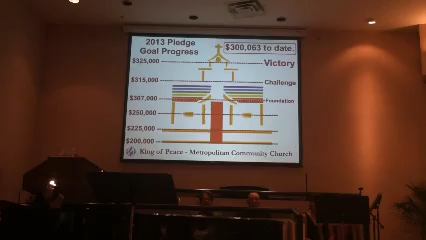 2013 Pledge
Goal Progress
$300,063 to date.
$325,000
Victory
$315,000
Challenge
$307,000
Foundation
$250,000
$225,000
$200,000
King of Peace - Metropolitan Community Church